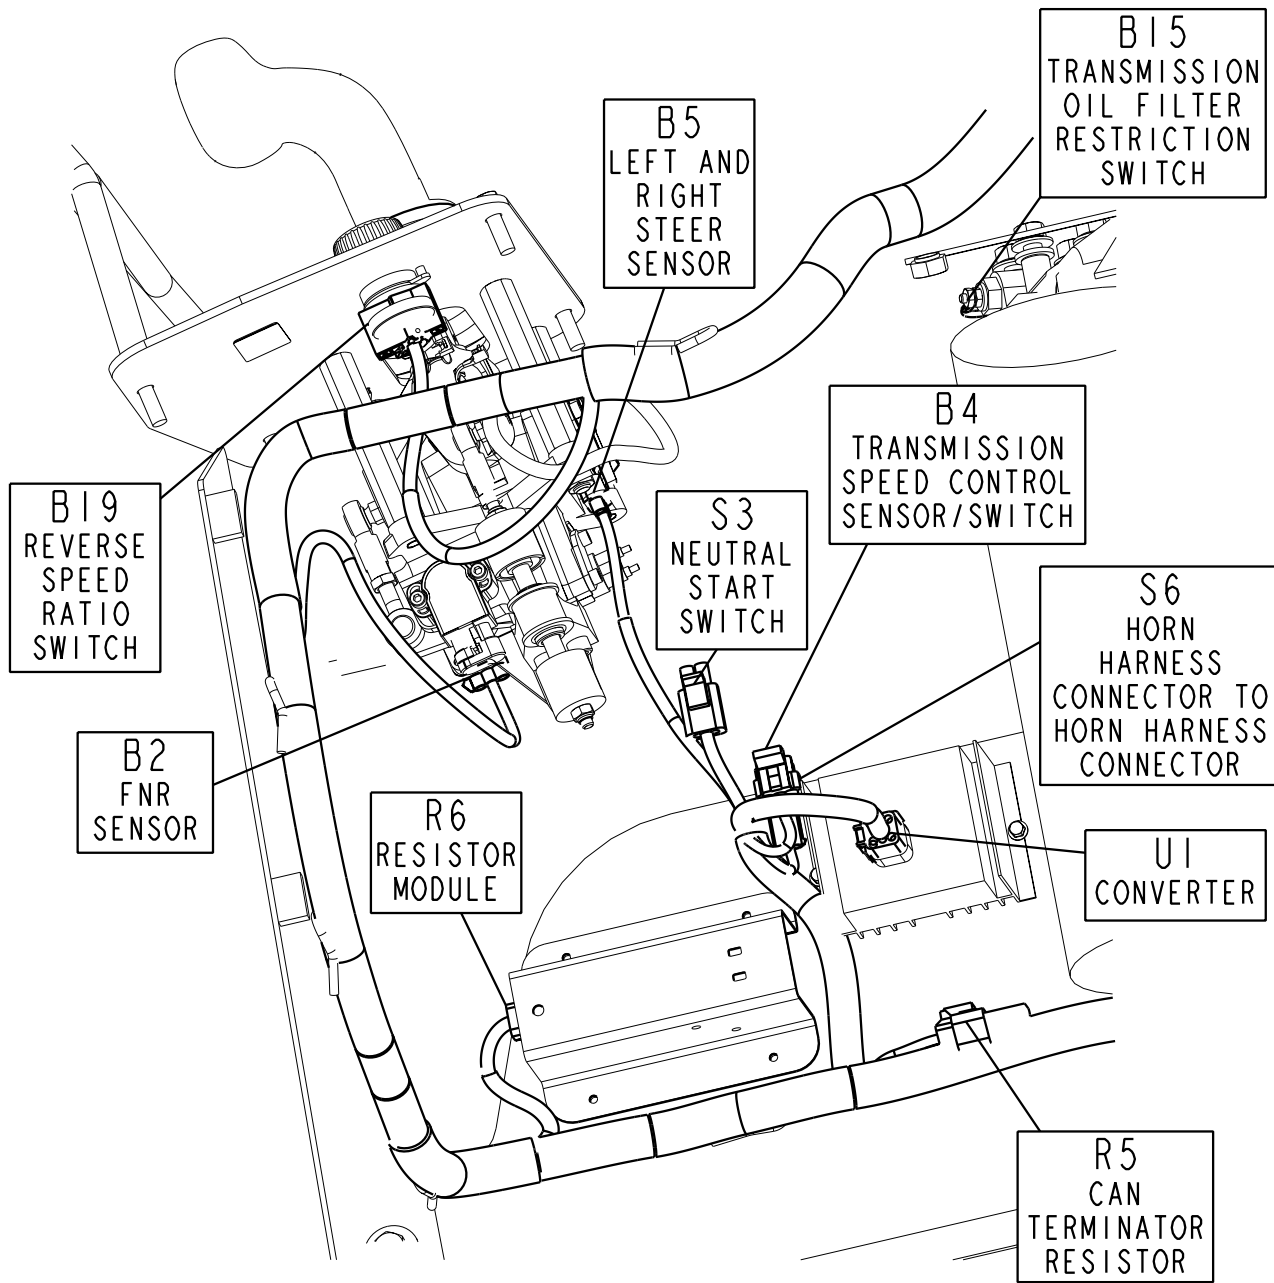 B15
TRANSMISSION
OIL FILTER
RESTRICTION
SWITCH
B5
LEFT AND
RIGHT
STEER
SENSOR
B4
TRANSMISSION
SPEED CONTROL
SENSOR/SWITCH
B19
REVERSE
SPEED
RATIO
SWITCH
S3
NEUTRAL
START
SWITCH
S6
HORN
HARNESS
CONNECTOR TO
HORN HARNESS
CONNECTOR
B2
FNR
SENSOR
R6
RESISTOR
MODULE
U1
CONVERTER
R5
CAN
TERMINATOR
RESISTOR